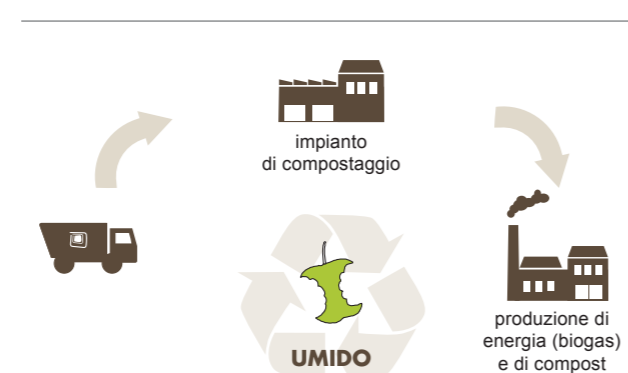 impianto
di compostaggio
UMIDO
produzione di
energia (biogas)
e di compost